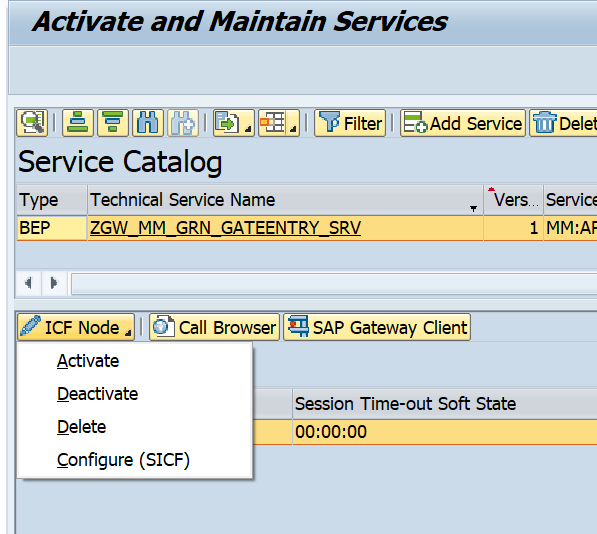 Activate and Maintain Services
Filter Add Service Delet
Service Catalog
Type Technical Service Name Vers... Service
BEP ZGW_MM_GRN_GATEENTRY_SRV 1 MM:AP
ICF Node Call Browser SAP Gateway Client
Activate
Deactivate
Delete
Configure (SICF)
Session Time-out Soft State
00:00:00